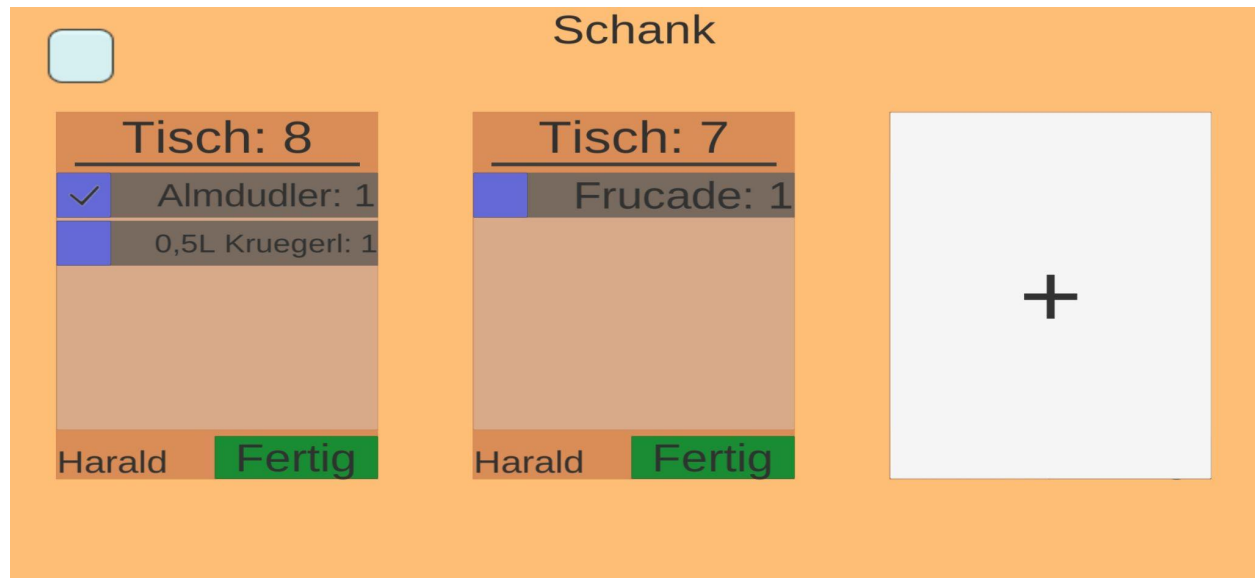 Schank
Tisch: 8
Almdudler: 1
0,5L Kruegerl: 1
Harald
Fertig
Tisch: 7
Frucade: 1
Harald
Fertig
+